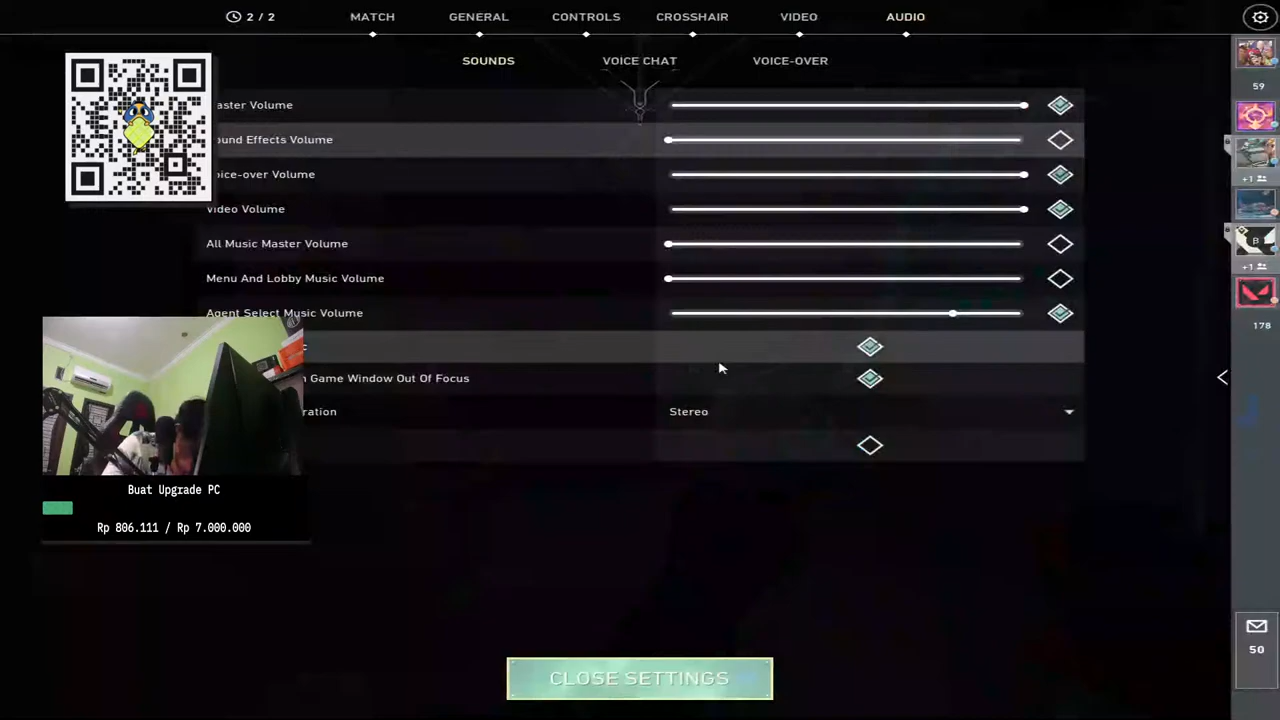 2 / 2
MATCH
GENERAL
CONTROLS
CROSSHAIR
VIDEO
AUDIO
SOUNDS
VOICE CHAT
VOICE-OVER
aster Volume
ound Effects Volume
oice-over Volume
Video Volume
All Music Master Volume
Menu And Lobby Music Volume
Agent Select Music Volume
Game Window Out Of Focus
ration
Stereo
Buat Upgrade PC
Rp 806.111 / Rp 7.000.000
CLOSE SETTINGS
59
+1
B
+1
178
50